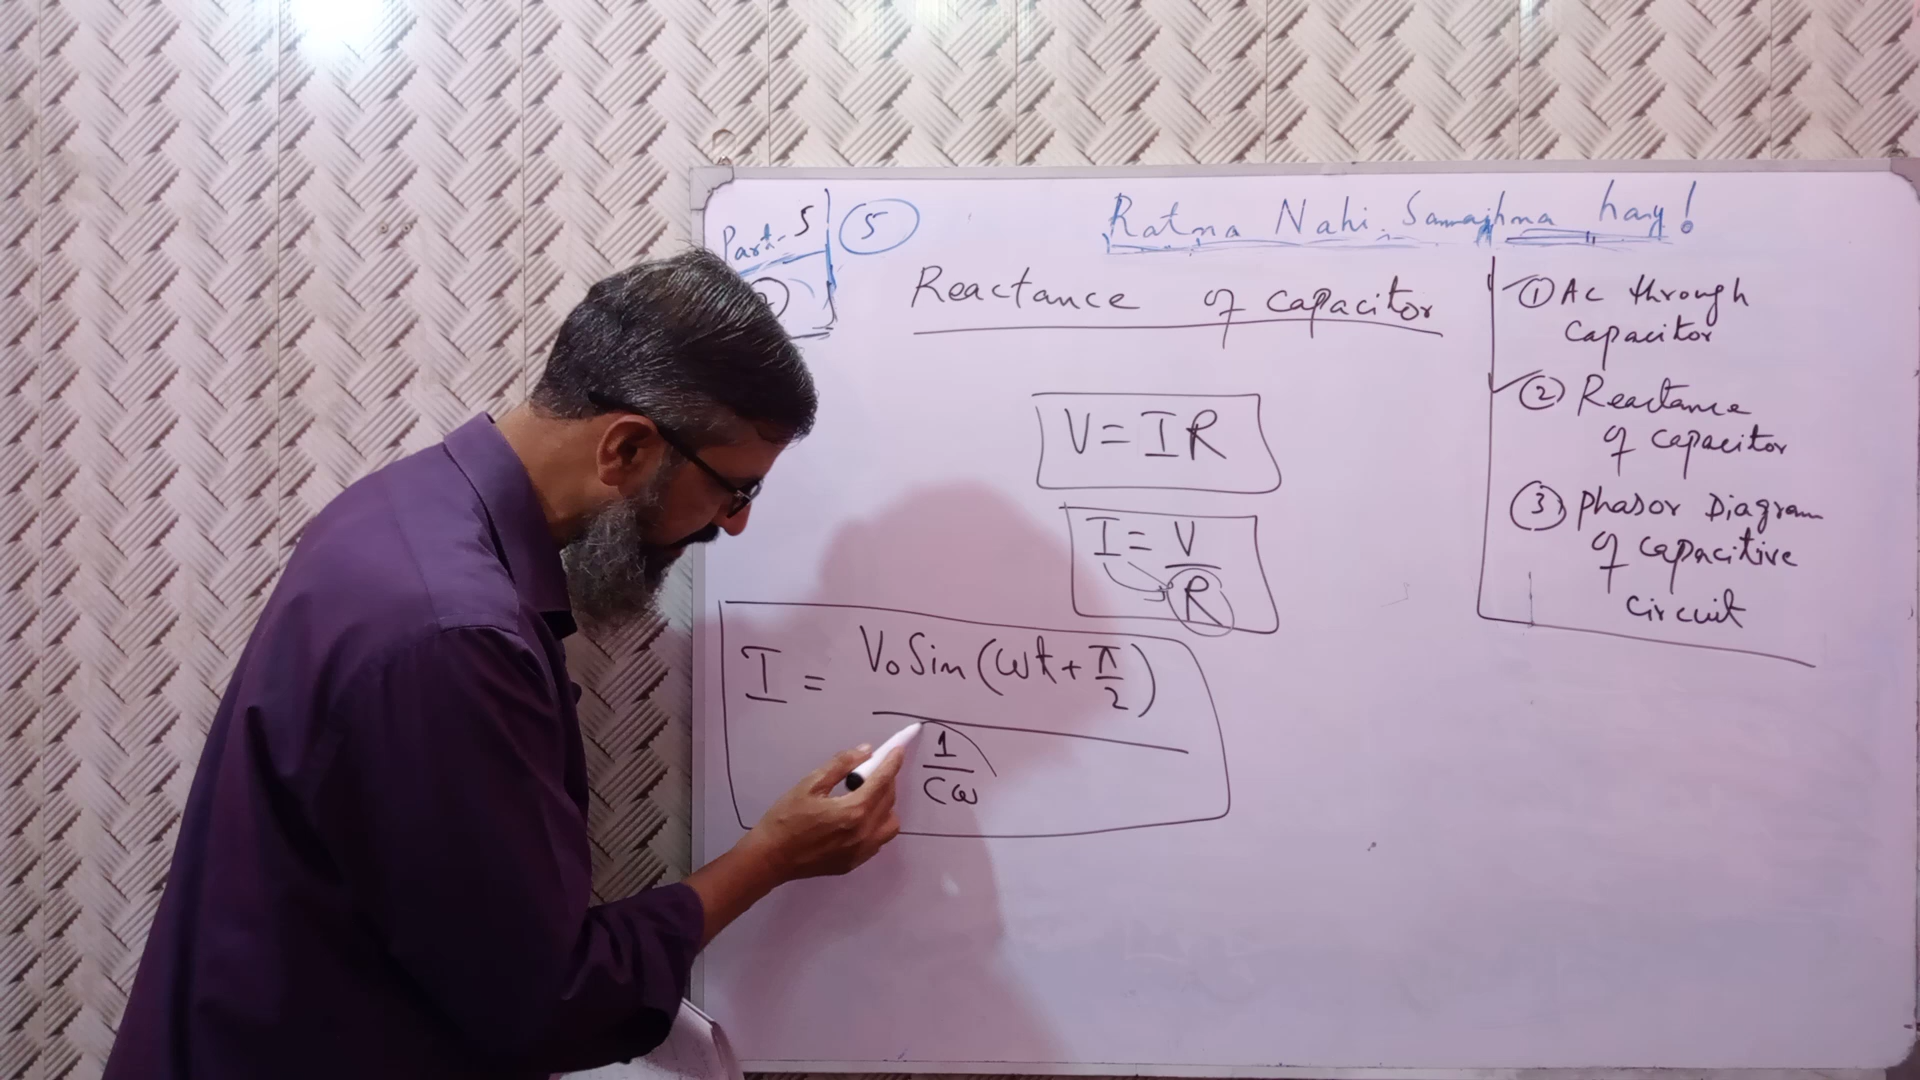 Part-5
5
Ratna Nahi Samajhna hay!
Reactance of capacitor
V = IR
I = V/R
I = V₀ Sin(ωt + π/2)
1/Cω
① Ac through
capacitor
② Reactance
of capacitor
③ phasor Diagram
of capacitive
circuit